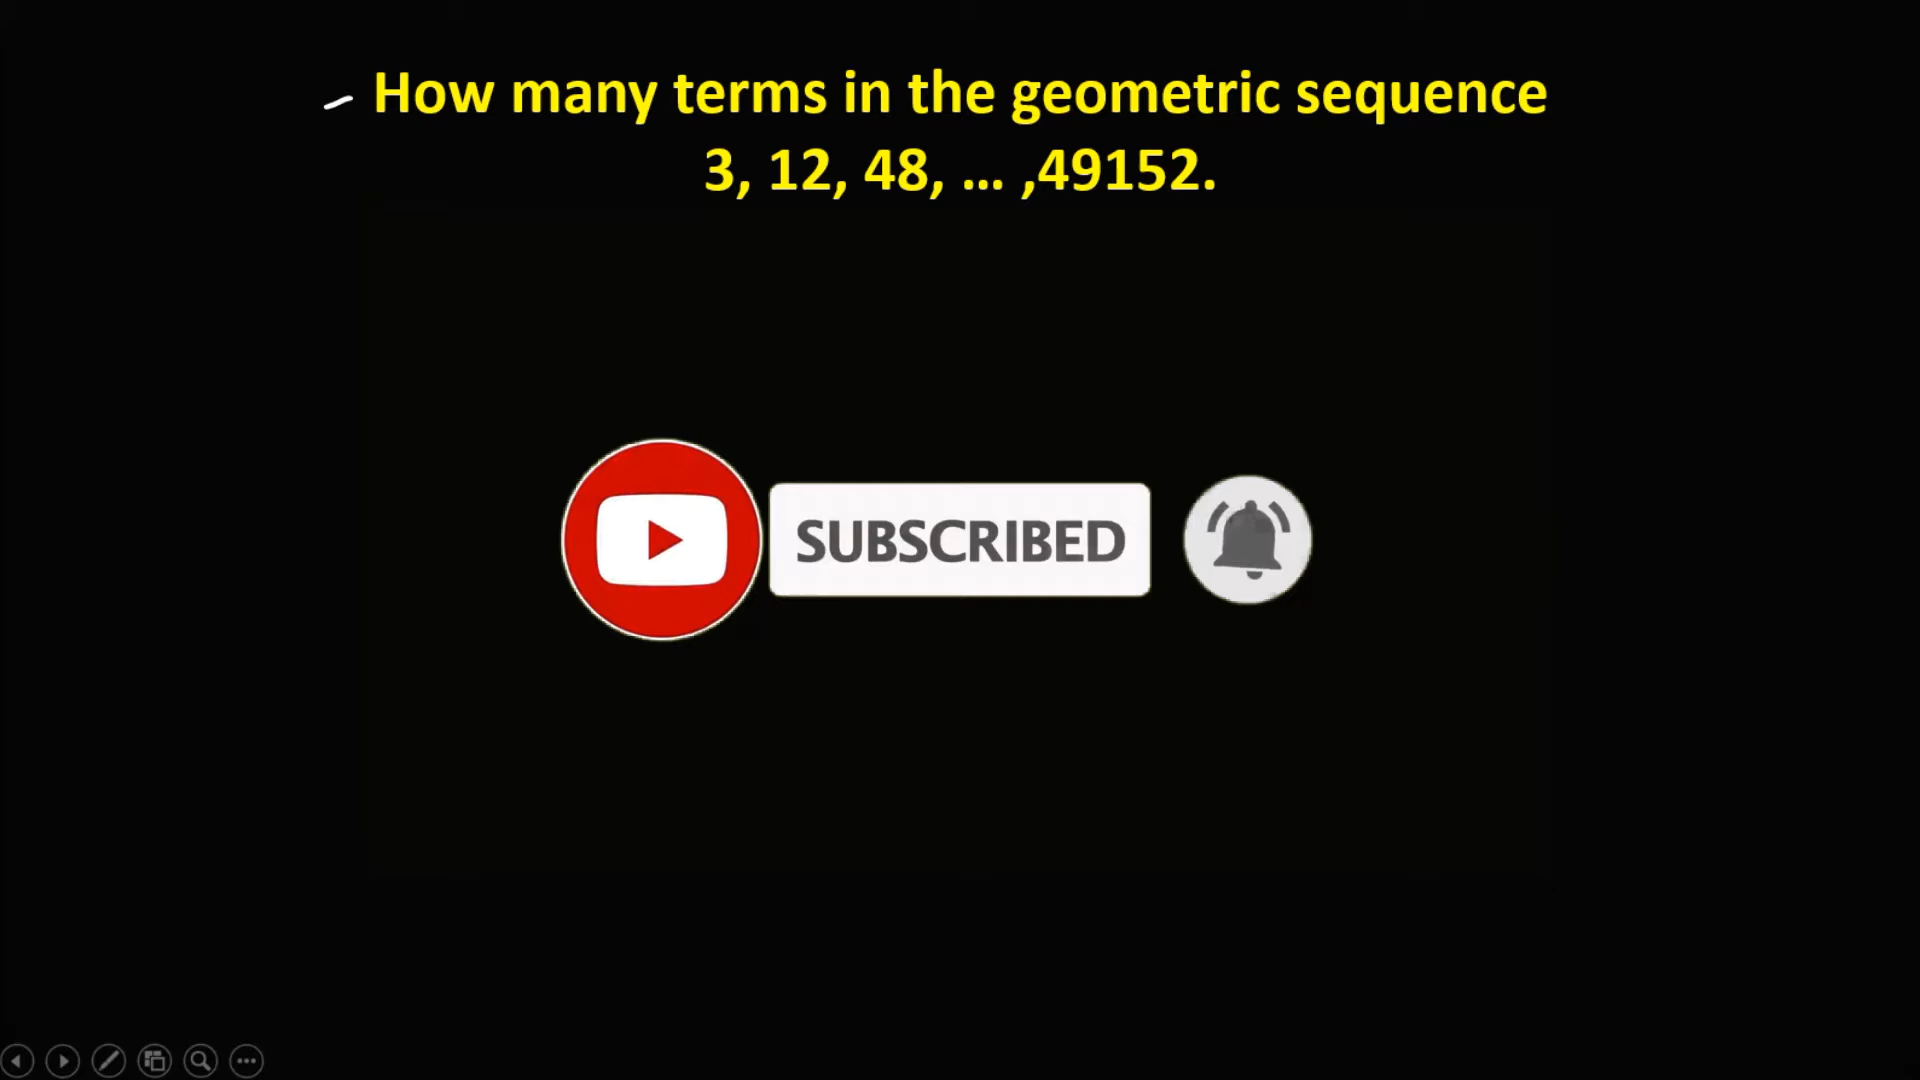 How many terms in the geometric sequence
3, 12, 48, ... ,49152.
SUBSCRIBED